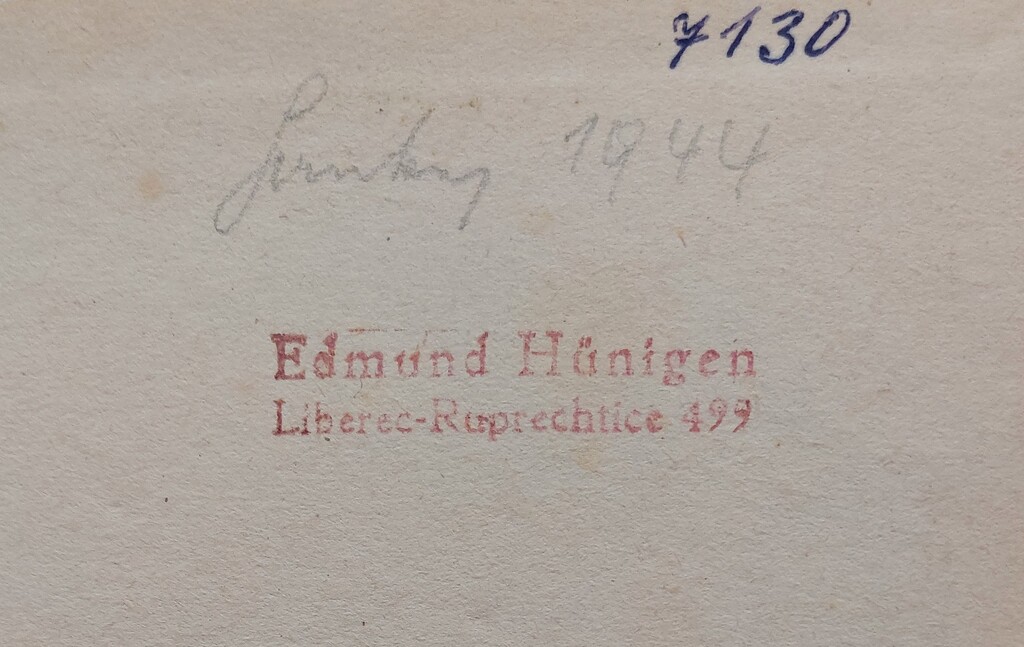 7130
1944
Edmund Hünigen
Liberec-Ruprechtice 499